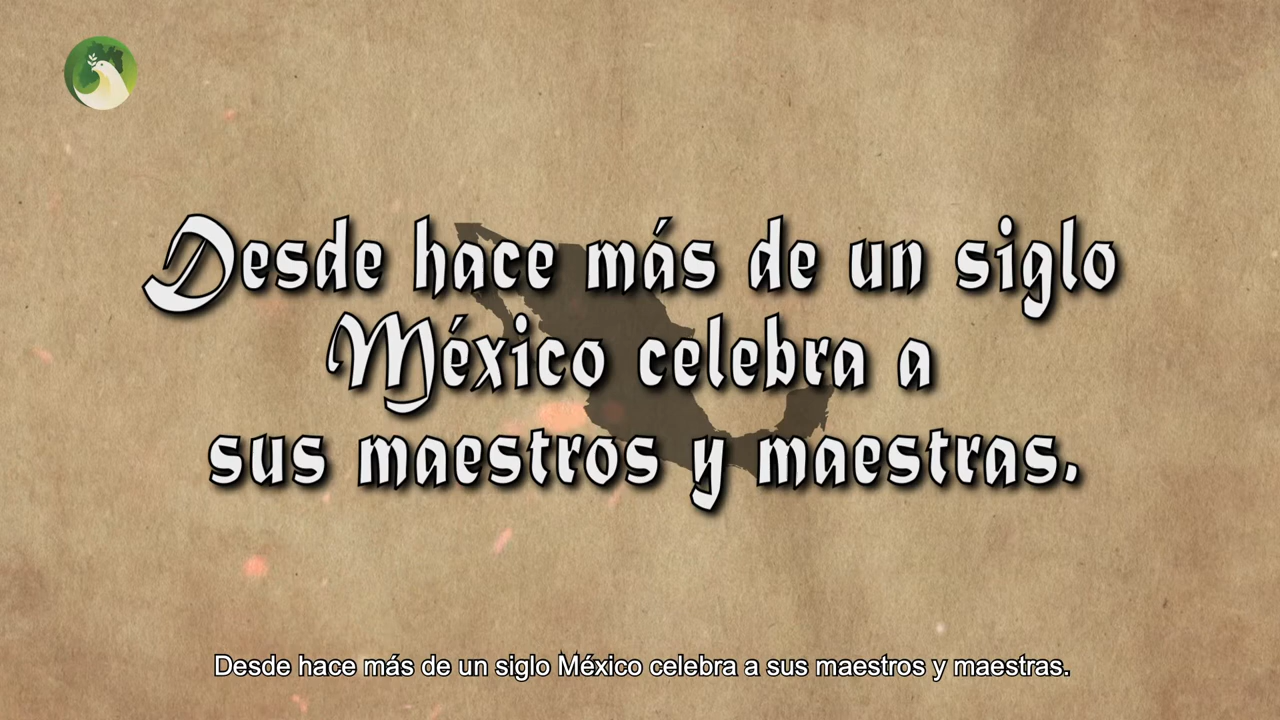 Desde hace más de un siglo
México celebra a
sus maestros y maestras.
Desde hace más de un siglo México celebra a sus maestros y maestras.